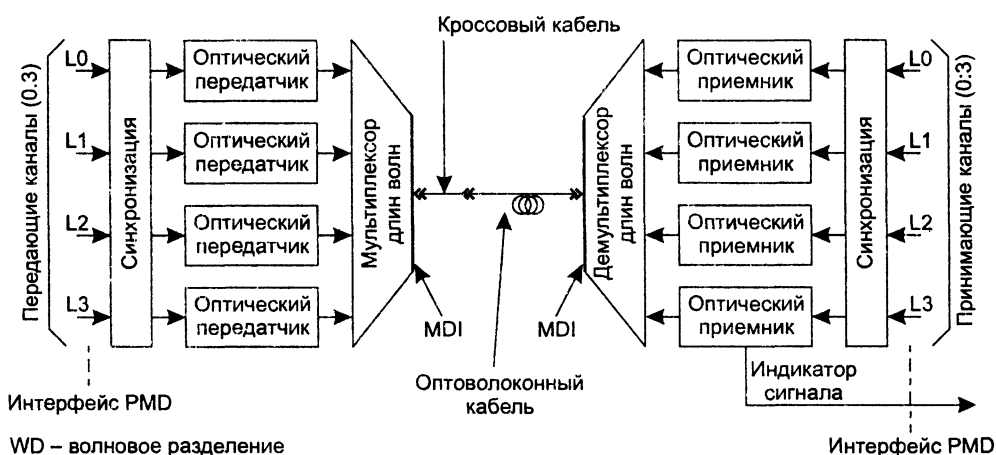 Кроссовый кабель
Передающие каналы (0:3)
L0
L1
L2
L3
Синхронизация
Оптический
передатчик
Оптический
передатчик
Оптический
передатчик
Оптический
передатчик
Мультиплексор
длин волн
MDI
MDI
Оптоволоконный
кабель
Демультиплексор
длин волн
Оптический
приемник
Оптический
приемник
Оптический
приемник
Оптический
приемник
Синхронизация
L0
L1
L2
L3
Принимающие каналы (0:3)
Индикатор
сигнала
Интерфейс PMD
WD – волновое разделение
Интерфейс PMD